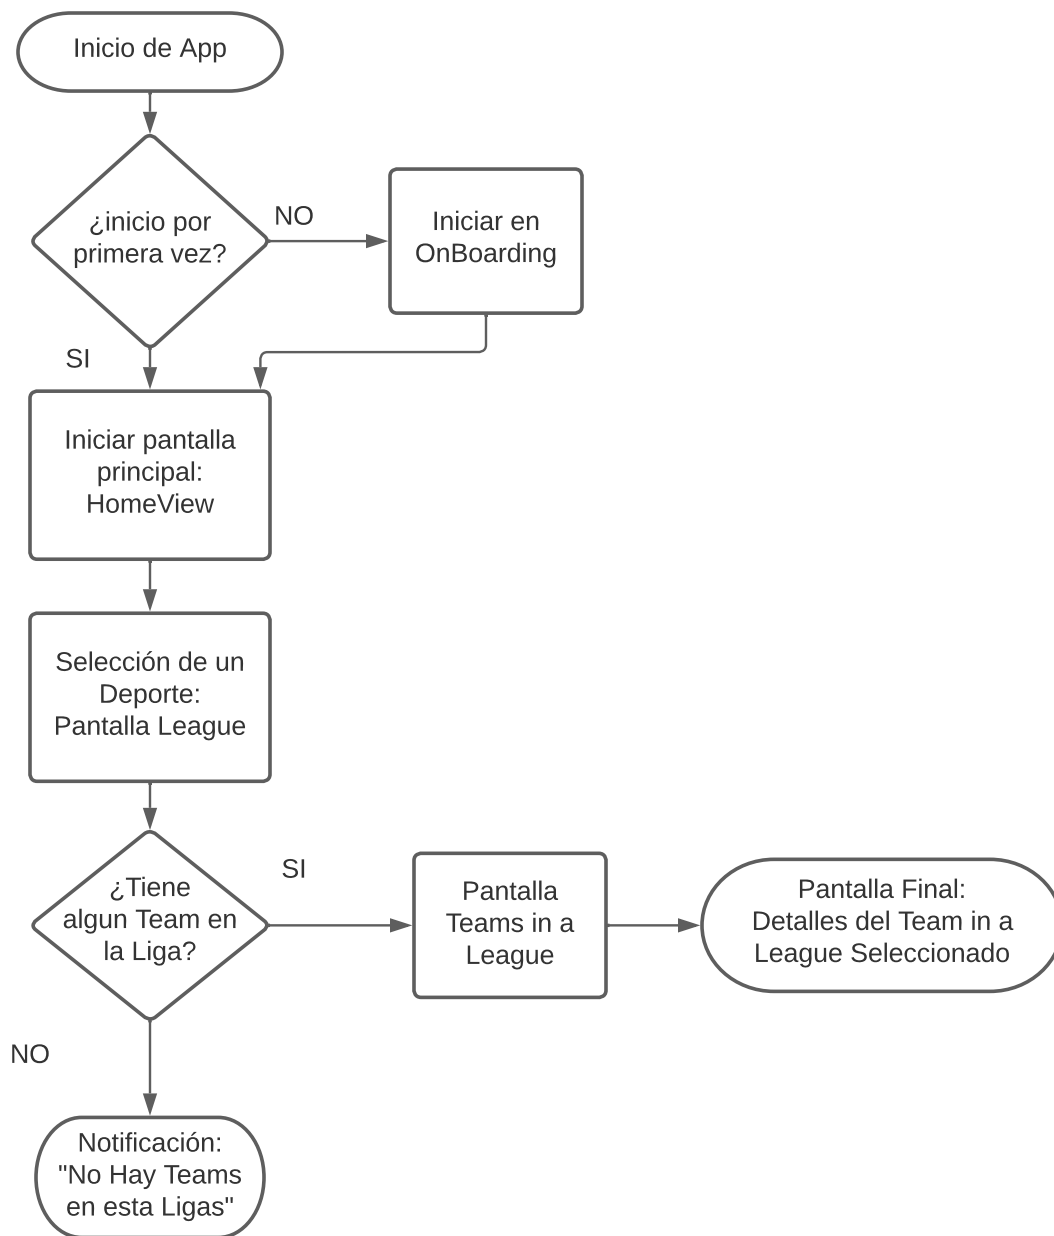 Inicio de App
¿inicio por
primera vez?
NO
Iniciar en
OnBoarding
SI
Iniciar pantalla
principal:
HomeView
Selección de un
Deporte:
Pantalla League
¿Tiene
algun Team en
la Liga?
SI
Pantalla
Teams in a
League
Pantalla Final:
Detalles del Team in a
League Seleccionado
NO
Notificación:
"No Hay Teams
en esta Ligas"